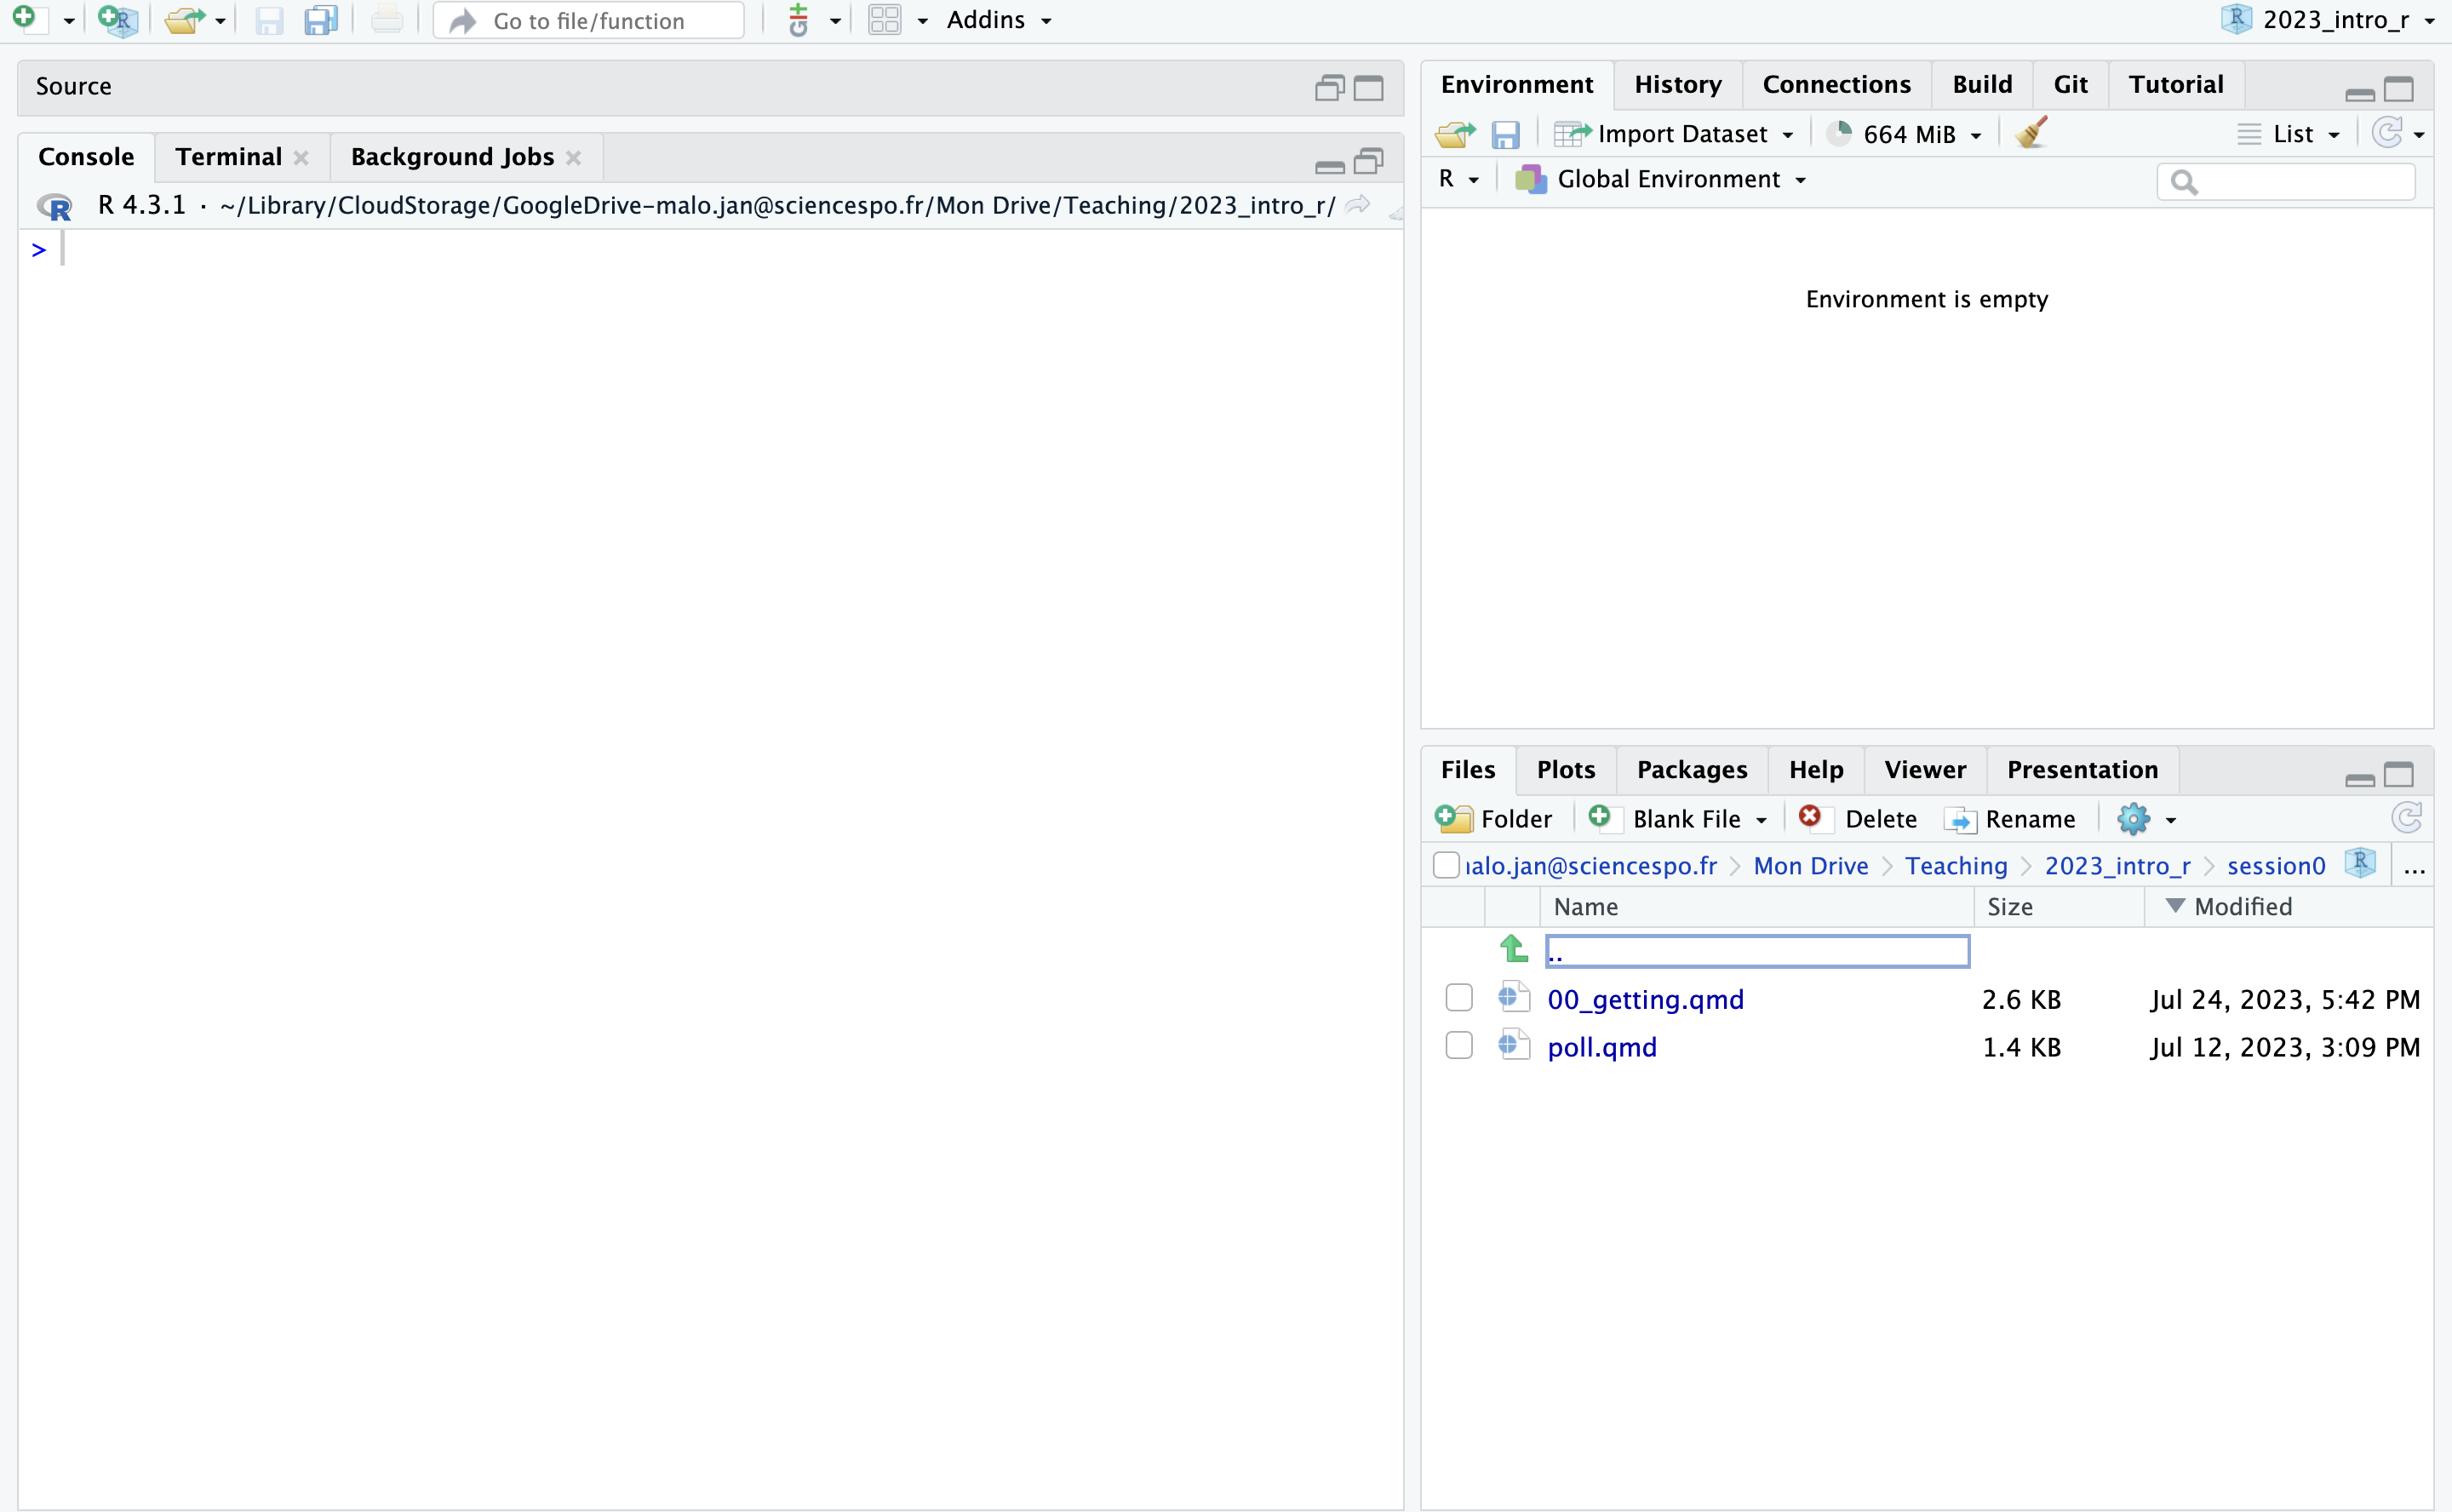 Go to file/function Addins 2023_intro_r
Source
Console Terminal Background Jobs
R 4.3.1 · ~/Library/CloudStorage/GoogleDrive-malo.jan@sciencespo.fr/Mon Drive/Teaching/2023_intro_r/
>
Environment History Connections Build Git Tutorial
Import Dataset 664 MiB List
R Global Environment
Environment is empty
Files Plots Packages Help Viewer Presentation
Folder Blank File Delete Rename
alo.jan@sciencespo.fr Mon Drive Teaching 2023_intro_r session0 ...
Name Size Modified
..
00_getting.qmd 2.6 KB Jul 24, 2023, 5:42 PM
poll.qmd 1.4 KB Jul 12, 2023, 3:09 PM